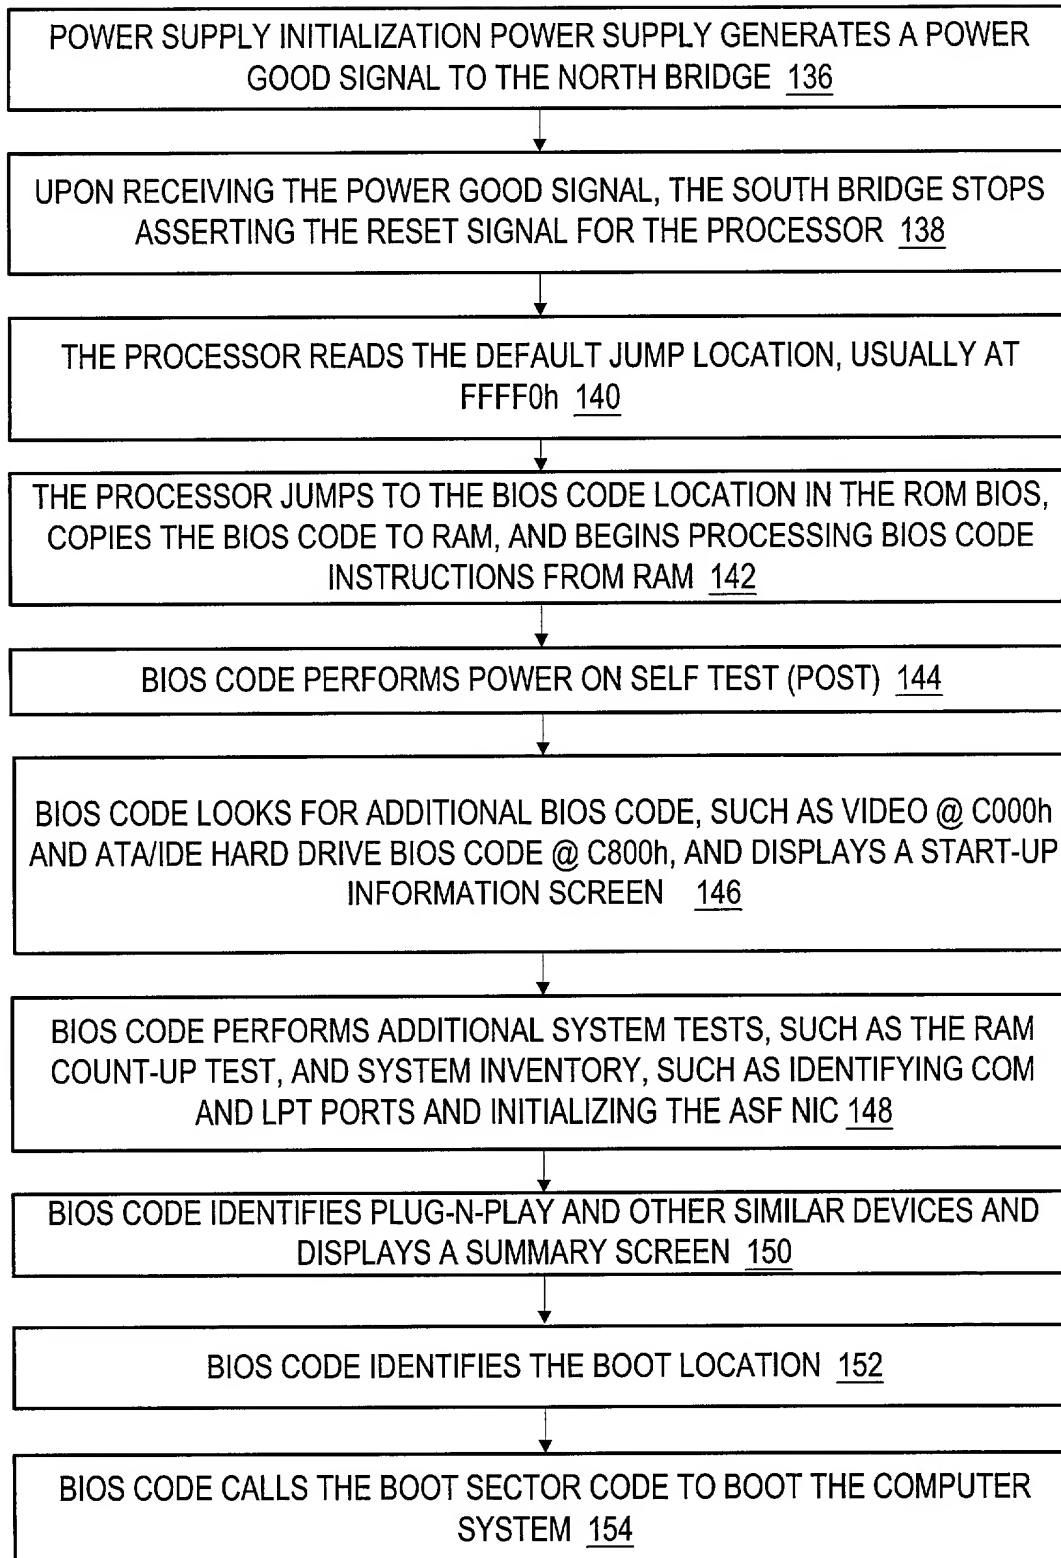 POWER SUPPLY INITIALIZATION POWER SUPPLY GENERATES A POWER
GOOD SIGNAL TO THE NORTH BRIDGE 136
UPON RECEIVING THE POWER GOOD SIGNAL, THE SOUTH BRIDGE STOPS
ASSERTING THE RESET SIGNAL FOR THE PROCESSOR 138
THE PROCESSOR READS THE DEFAULT JUMP LOCATION, USUALLY AT
FFFF0h 140
THE PROCESSOR JUMPS TO THE BIOS CODE LOCATION IN THE ROM BIOS,
COPIES THE BIOS CODE TO RAM, AND BEGINS PROCESSING BIOS CODE
INSTRUCTIONS FROM RAM 142
BIOS CODE PERFORMS POWER ON SELF TEST (POST) 144
BIOS CODE LOOKS FOR ADDITIONAL BIOS CODE, SUCH AS VIDEO @ C000h
AND ATA/IDE HARD DRIVE BIOS CODE @ C800h, AND DISPLAYS A START-UP
INFORMATION SCREEN 146
BIOS CODE PERFORMS ADDITIONAL SYSTEM TESTS, SUCH AS THE RAM
COUNT-UP TEST, AND SYSTEM INVENTORY, SUCH AS IDENTIFYING COM
AND LPT PORTS AND INITIALIZING THE ASF NIC 148
BIOS CODE IDENTIFIES PLUG-N-PLAY AND OTHER SIMILAR DEVICES AND
DISPLAYS A SUMMARY SCREEN 150
BIOS CODE IDENTIFIES THE BOOT LOCATION 152
BIOS CODE CALLS THE BOOT SECTOR CODE TO BOOT THE COMPUTER
SYSTEM 154